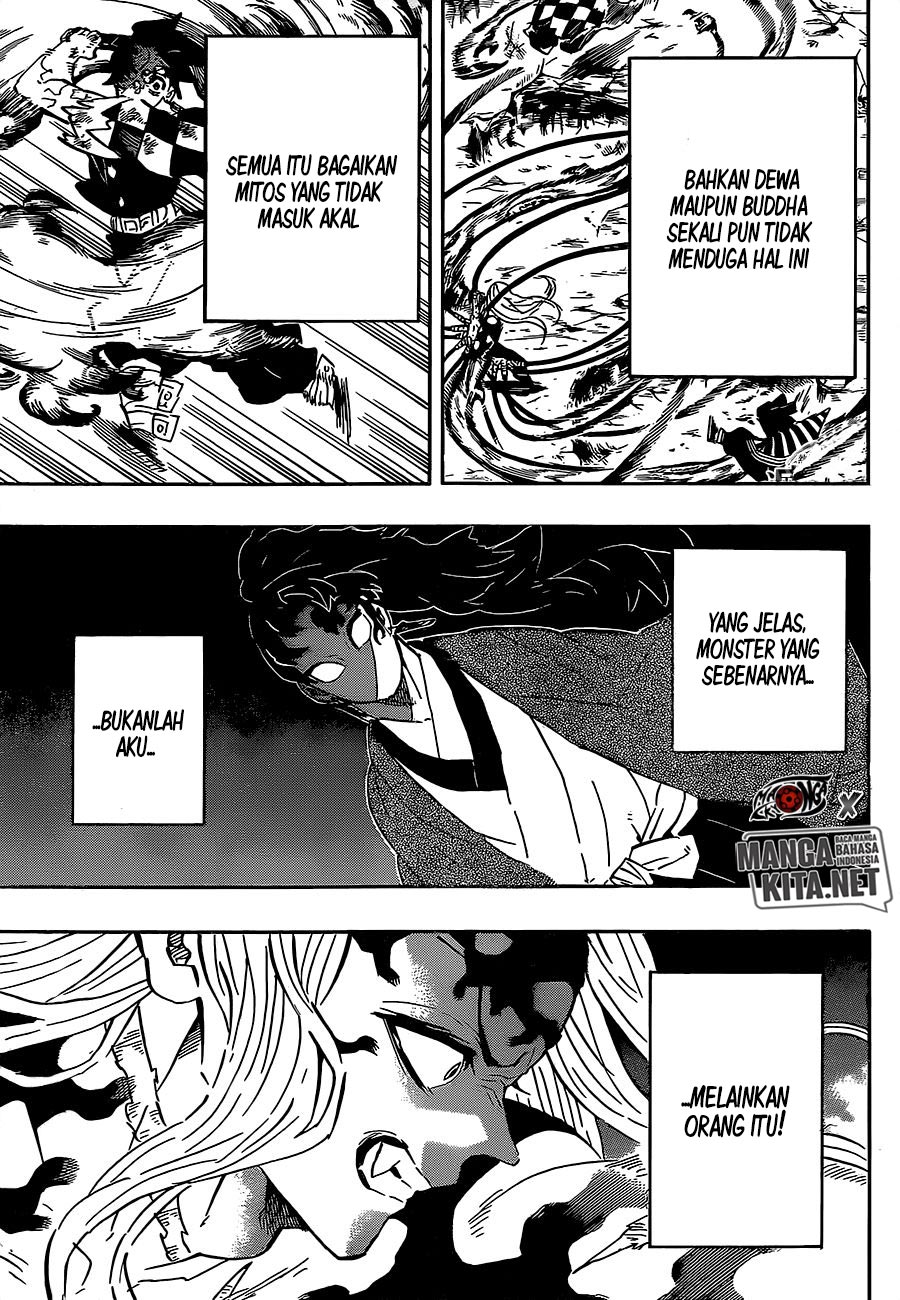 BAHKAN DEWA
MAUPUN BUDDHA
SEKALI PUN TIDAK
MENDUGA HAL INI
SEMUA ITU BAGAIKAN
MITOS YANG TIDAK
MASUK AKAL
YANG JELAS,
MONSTER YANG
SEBENARNYA...
...BUKANLAH
AKU...
X
MANGA
BACA MANGA
BAHASA
INDONESIA
KITA.NET
...MELAINKAN
ORANG ITU!